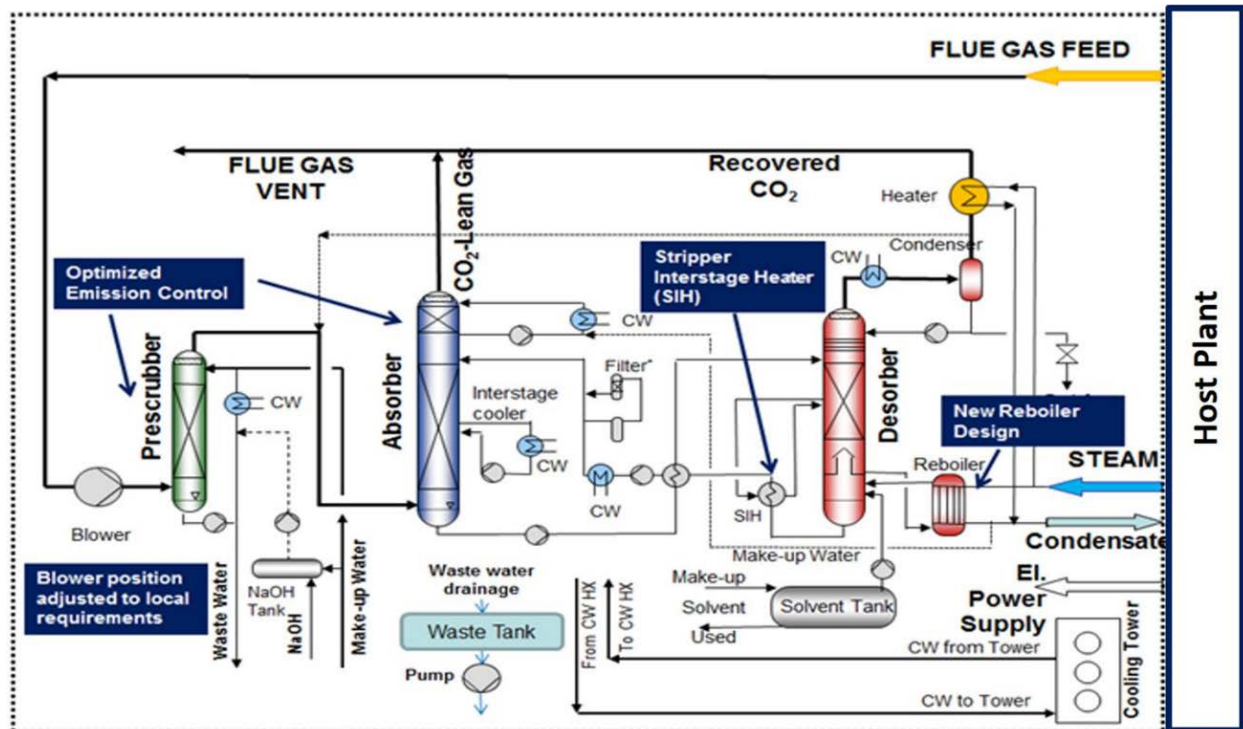 FLUE GAS FEED
FLUE GAS
VENT
CO₂-Lean Gas
Recovered
CO₂
Heater
Condenser
CW
Optimized
Emission Control
Stripper
Interstage Heater
(SIH)
Prescrubber
Absorber
Desorber
CW
CW
Interstage
cooler
CW
Filter*
CW
SIH
New Reboiler
Design
Reboiler
STEAM
Condensate
Host Plant
Blower
Blower position
adjusted to local
requirements
Waste Water
NaOH
Tank
NaOH
Make-up Water
Waste water
drainage
Waste Tank
Pump
From CW HX
To CW HX
Make-up Water
Make-up
Solvent
Used
Solvent Tank
El.
Power
Supply
CW from Tower
CW to Tower
Cooling Tower